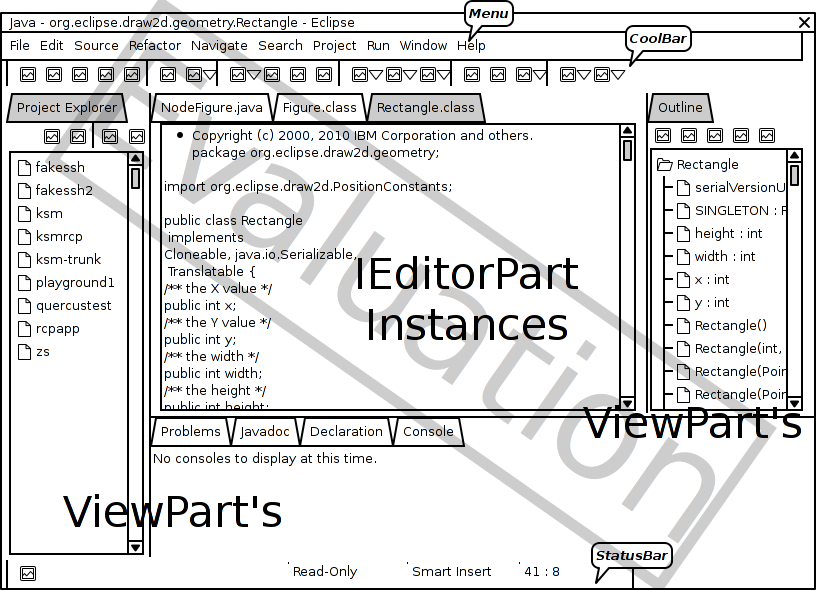 Menu
Java - org.eclipse.draw2d.geometry.Rectangle - Eclipse
File Edit Source Refactor Navigate Search Project Run Window Help
CoolBar
Project Explorer
fakessh
fakessh2
ksm
ksmrcp
ksm-trunk
playground1
quercustest
rcpapp
zs
ViewPart's
NodeFigure.java Figure.class Rectangle.class
• Copyright (c) 2000, 2010 IBM Corporation and others.
package org.eclipse.draw2d.geometry;
import org.eclipse.draw2d.PositionConstants;
public class Rectangle
implements
Cloneable, java.io.Serializable,
Translatable {
/** the X value */
public int x;
/** the Y value */
public int y;
/** the width */
public int width;
/** the height */
public int height;
IEditorPart
Instances
Outline
Rectangle
serialVersionU
SINGLETON : R
height : int
width : int
x : int
y : int
Rectangle()
Rectangle(int,
Rectangle(Poin
Rectangle(Poin
ViewPart's
Problems Javadoc Declaration Console
No consoles to display at this time.
StatusBar
Read-Only Smart Insert 41 : 8
Evaluation